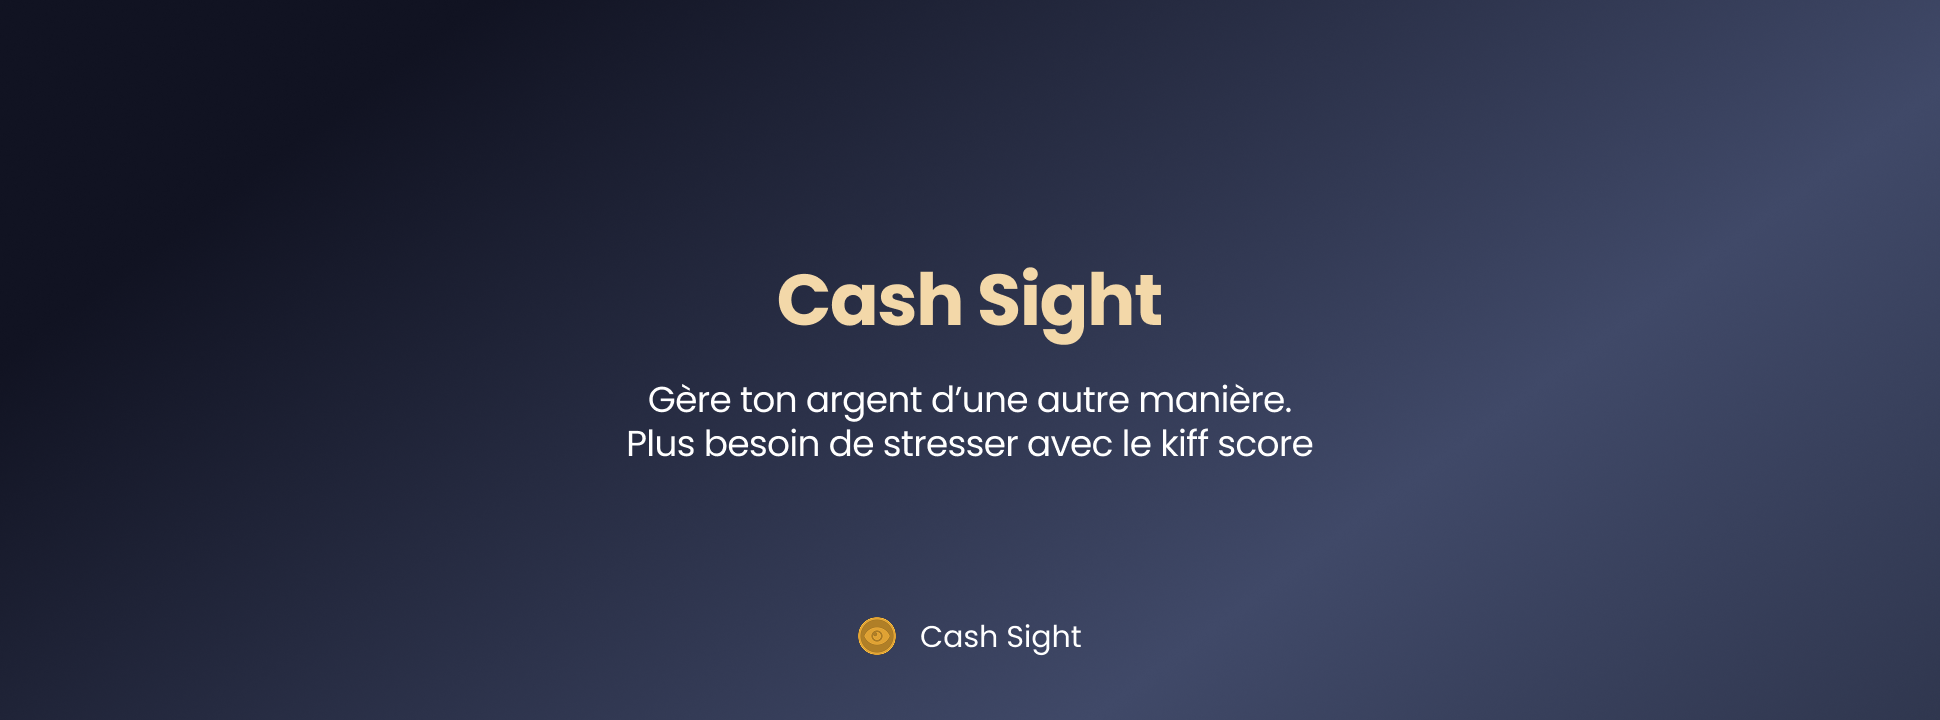 Cash Sight
Gère ton argent d’une autre manière.
Plus besoin de stresser avec le kiff score
Cash Sight